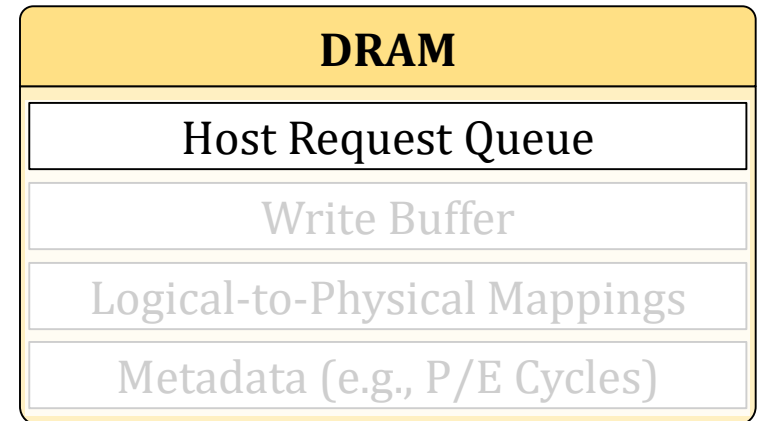 DRAM
Host Request Queue
Write Buffer
Logical-to-Physical Mappings
Metadata (e.g., P/E Cycles)